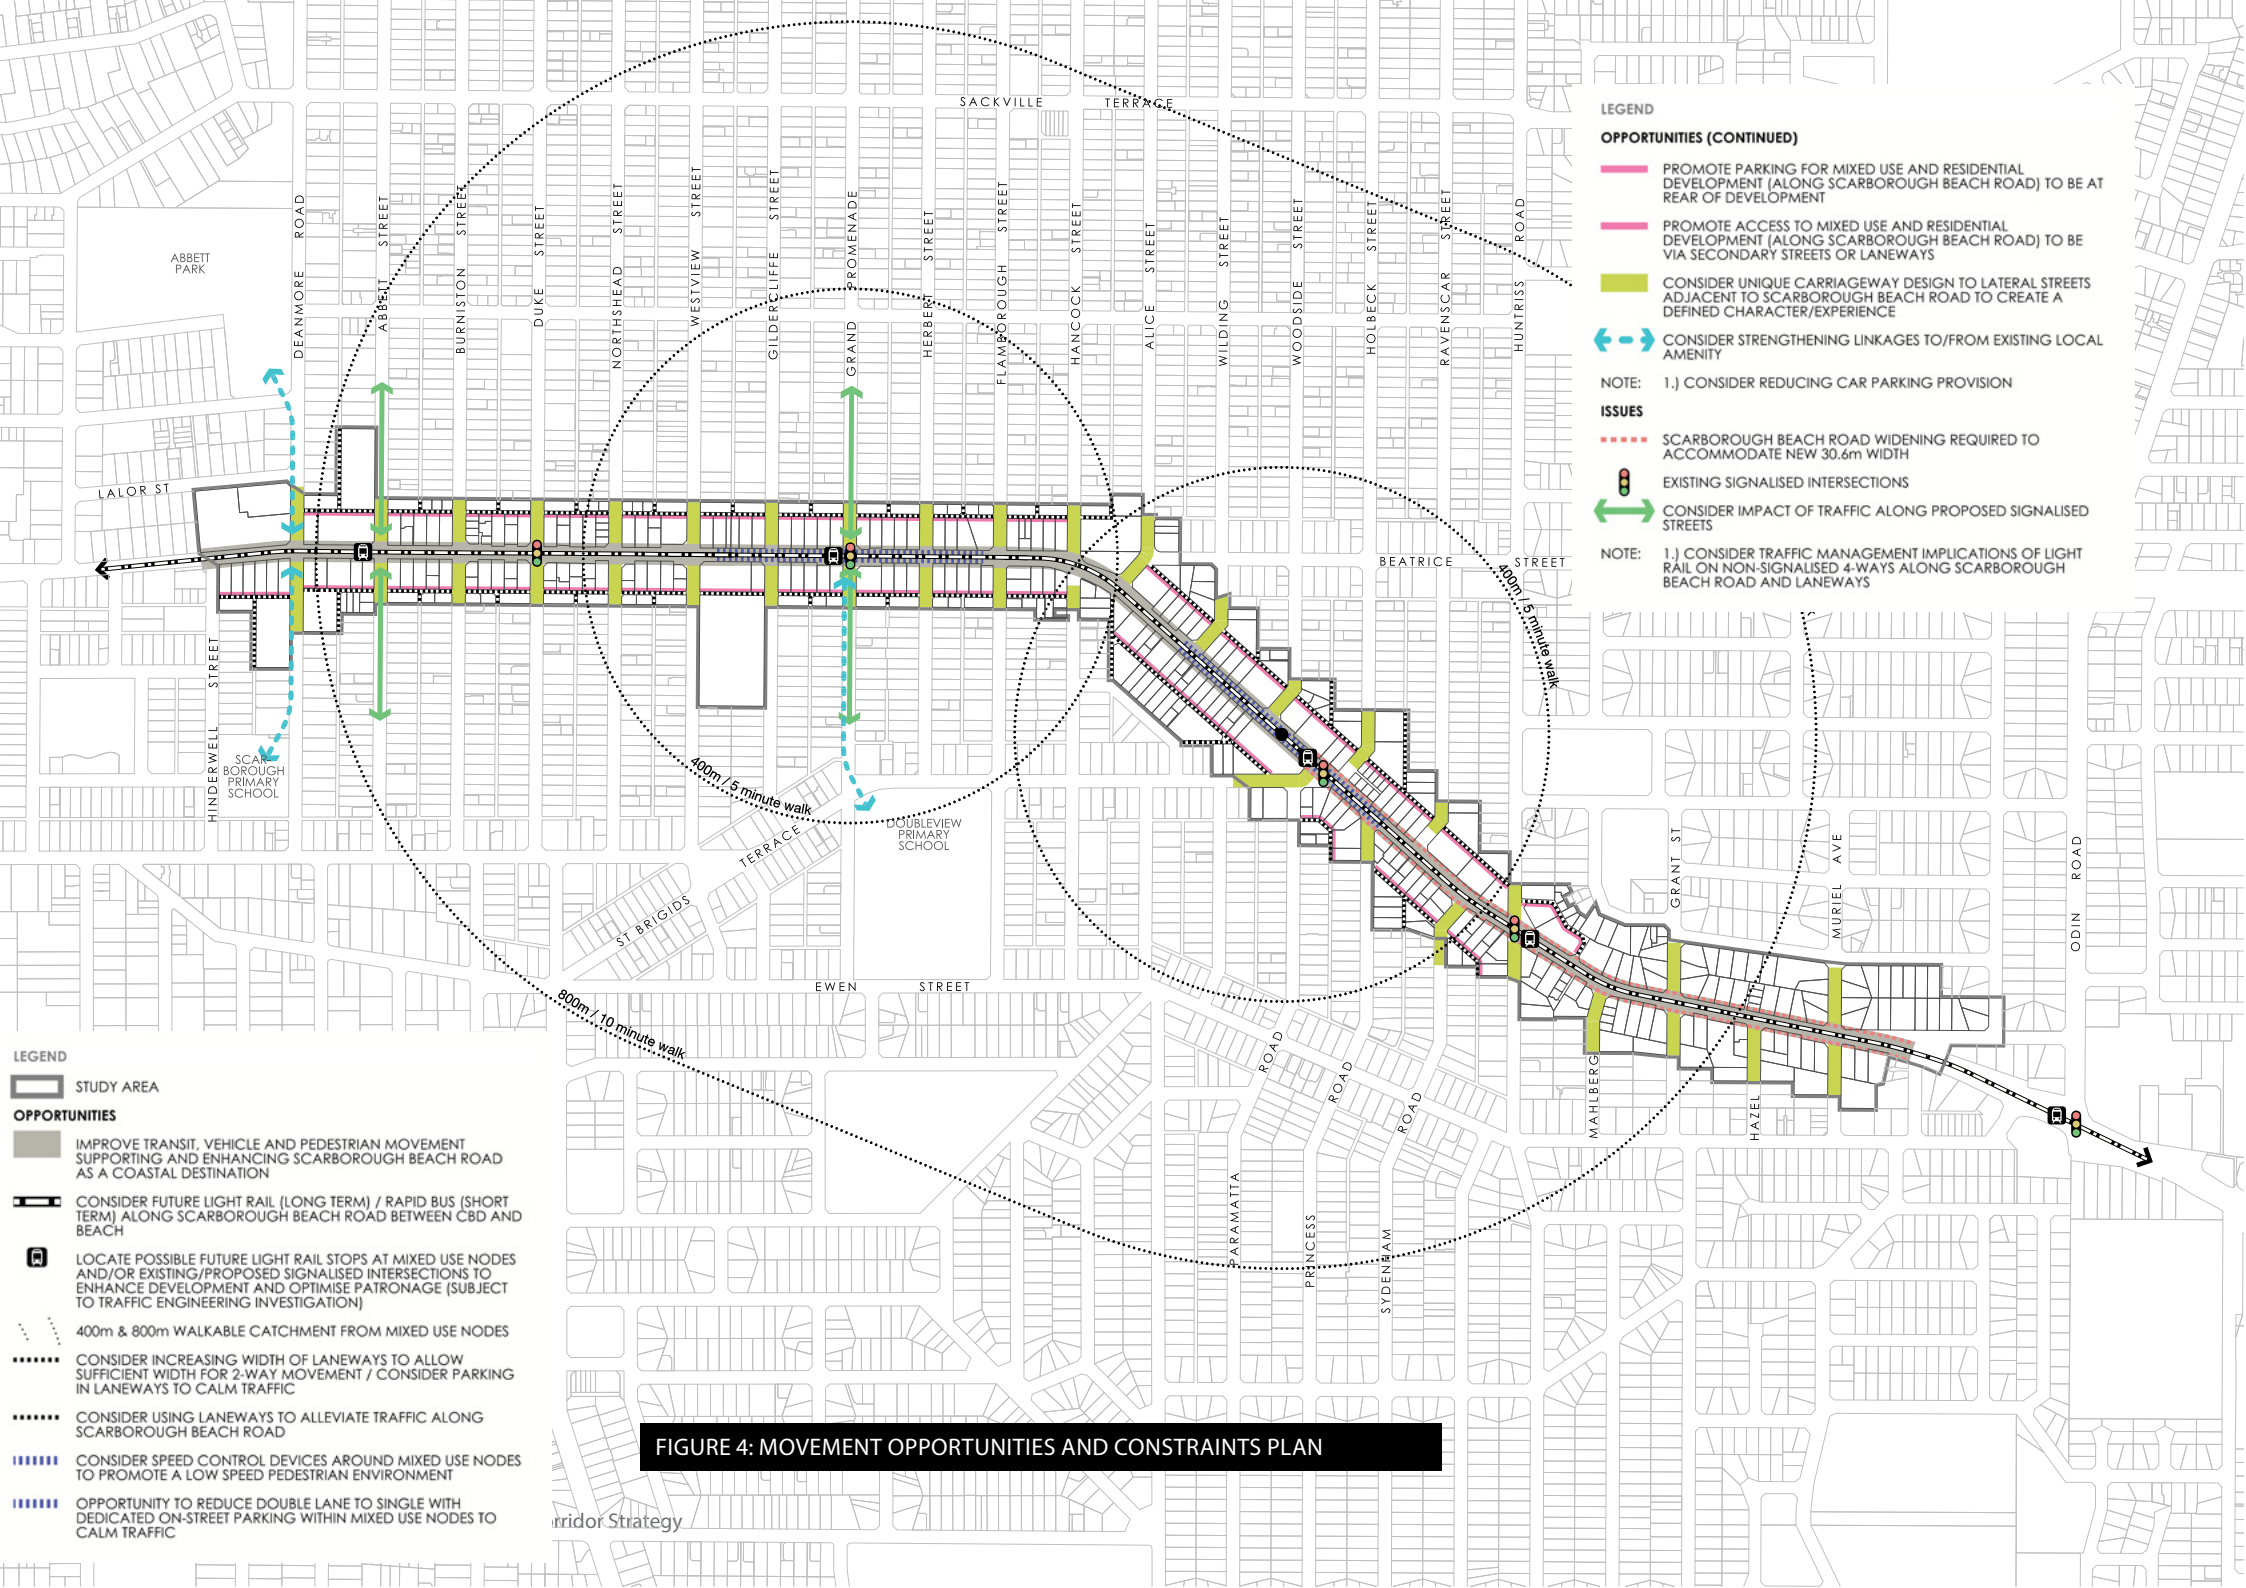 SACKVILLE TERRACE
LEGEND
OPPORTUNITIES (CONTINUED)
PROMOTE PARKING FOR MIXED USE AND RESIDENTIAL
DEVELOPMENT (ALONG SCARBOROUGH BEACH ROAD) TO BE AT
REAR OF DEVELOPMENT
PROMOTE ACCESS TO MIXED USE AND RESIDENTIAL
DEVELOPMENT (ALONG SCARBOROUGH BEACH ROAD) TO BE
VIA SECONDARY STREETS OR LANEWAYS
CONSIDER UNIQUE CARRIAGEWAY DESIGN TO LATERAL STREETS
ADJACENT TO SCARBOROUGH BEACH ROAD TO CREATE A
DEFINED CHARACTER/EXPERIENCE
CONSIDER STRENGTHENING LINKAGES TO/FROM EXISTING LOCAL
AMENITY
NOTE: 1.) CONSIDER REDUCING CAR PARKING PROVISION
ISSUES
SCARBOROUGH BEACH ROAD WIDENING REQUIRED TO
ACCOMMODATE NEW 30.6m WIDTH
EXISTING SIGNALISED INTERSECTIONS
CONSIDER IMPACT OF TRAFFIC ALONG PROPOSED SIGNALISED
STREETS
NOTE: 1.) CONSIDER TRAFFIC MANAGEMENT IMPLICATIONS OF LIGHT
RAIL ON NON-SIGNALISED 4-WAYS ALONG SCARBOROUGH
BEACH ROAD AND LANEWAYS
ABBETT
PARK
DEANMORE ROAD
ABBETT STREET
BURNISTON STREET
DUKE STREET
NORTHSHEAD STREET
WESTVIEW STREET
GILDERCLIFFE STREET
GRAND PROMENADE
HERBERT STREET
FLAMBOROUGH STREET
HANCOCK STREET
ALICE STREET
WILDING STREET
WOODSIDE STREET
HOLBECK STREET
RAVENSCAR STREET
HUNTRISS ROAD
LALOR ST
BEATRICE STREET
400m / 5 minute walk
HINDERWELL STREET
SCAR-
BOROUGH
PRIMARY
SCHOOL
400m / 5 minute walk
DOUBLEVIEW
PRIMARY
SCHOOL
ST BRIGIDS TERRACE
GRANT ST
MURIEL AVE
ODIN ROAD
EWEN STREET
800m / 10 minute walk
PARAMATTA ROAD
PRINCESS ROAD
SYDENHAM ROAD
MAHLBERG
HAZEL
LEGEND
STUDY AREA
OPPORTUNITIES
IMPROVE TRANSIT, VEHICLE AND PEDESTRIAN MOVEMENT
SUPPORTING AND ENHANCING SCARBOROUGH BEACH ROAD
AS A COASTAL DESTINATION
CONSIDER FUTURE LIGHT RAIL (LONG TERM) / RAPID BUS (SHORT
TERM) ALONG SCARBOROUGH BEACH ROAD BETWEEN CBD AND
BEACH
LOCATE POSSIBLE FUTURE LIGHT RAIL STOPS AT MIXED USE NODES
AND/OR EXISTING/PROPOSED SIGNALISED INTERSECTIONS TO
ENHANCE DEVELOPMENT AND OPTIMISE PATRONAGE (SUBJECT
TO TRAFFIC ENGINEERING INVESTIGATION)
400m & 800m WALKABLE CATCHMENT FROM MIXED USE NODES
CONSIDER INCREASING WIDTH OF LANEWAYS TO ALLOW
SUFFICIENT WIDTH FOR 2-WAY MOVEMENT / CONSIDER PARKING
IN LANEWAYS TO CALM TRAFFIC
CONSIDER USING LANEWAYS TO ALLEVIATE TRAFFIC ALONG
SCARBOROUGH BEACH ROAD
CONSIDER SPEED CONTROL DEVICES AROUND MIXED USE NODES
TO PROMOTE A LOW SPEED PEDESTRIAN ENVIRONMENT
OPPORTUNITY TO REDUCE DOUBLE LANE TO SINGLE WITH
DEDICATED ON-STREET PARKING WITHIN MIXED USE NODES TO
CALM TRAFFIC
FIGURE 4: MOVEMENT OPPORTUNITIES AND CONSTRAINTS PLAN
rridor Strategy